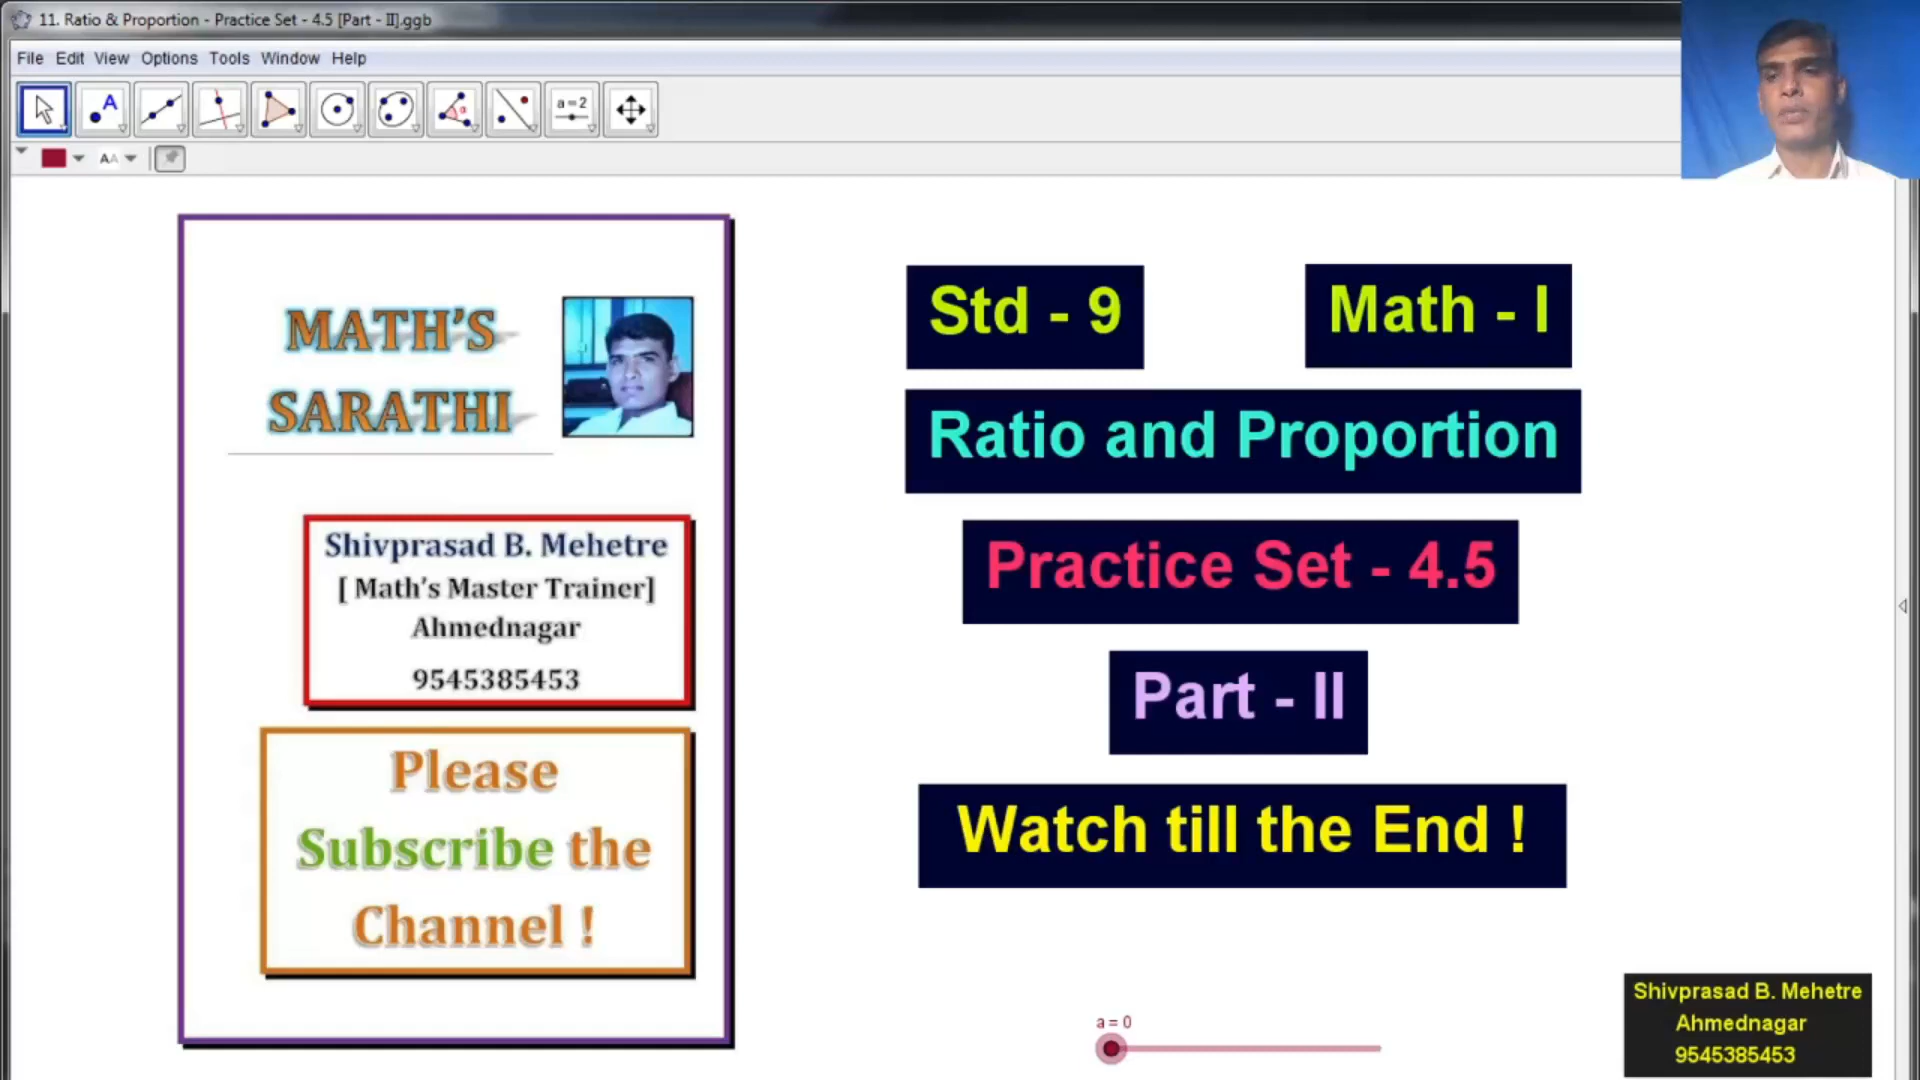 11. Ratio & Proportion - Practice Set - 4.5 [Part - II].ggb
File Edit View Options Tools Window Help
A
a = 2
AA
MATH'S
SARATHI
Shivprasad B. Mehetre
[ Math's Master Trainer]
Ahmednagar
9545385453
Please
Subscribe the
Channel !
Std - 9
Math - I
Ratio and Proportion
Practice Set - 4.5
Part - II
Watch till the End !
a = 0
Shivprasad B. Mehetre
Ahmednagar
9545385453